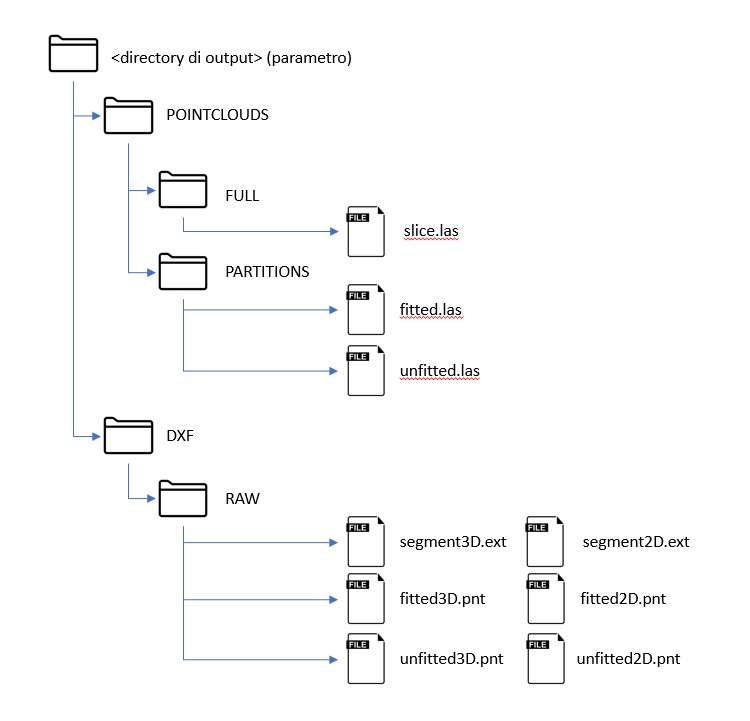 <directory di output> (parametro)
POINTCLOUDS
FULL
FILE slice.las
PARTITIONS
FILE fitted.las
FILE unfitted.las
DXF
RAW
FILE segment3D.ext FILE segment2D.ext
FILE fitted3D.pnt FILE fitted2D.pnt
FILE unfitted3D.pnt FILE unfitted2D.pnt